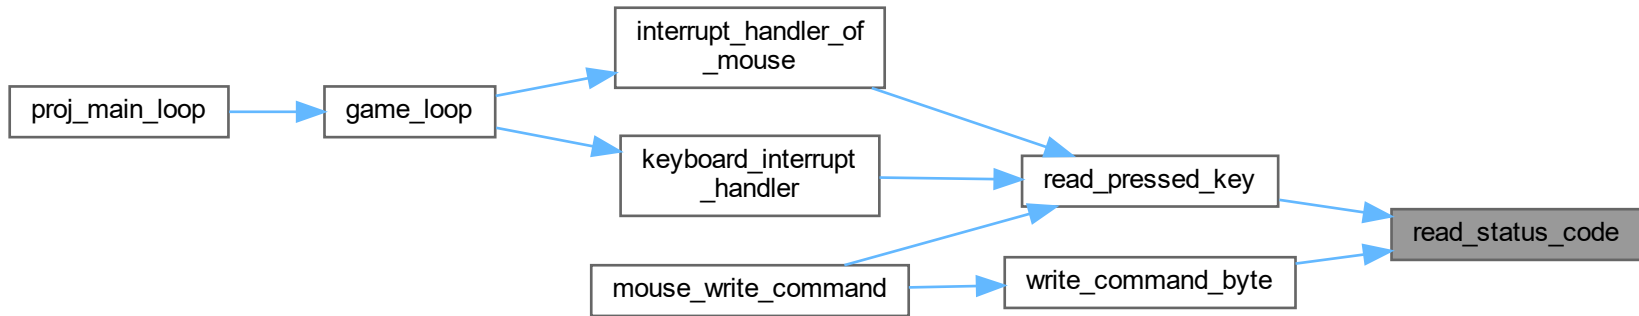 interrupt_handler_of
_mouse
proj_main_loop
game_loop
keyboard_interrupt
_handler
read_pressed_key
read_status_code
mouse_write_command
write_command_byte